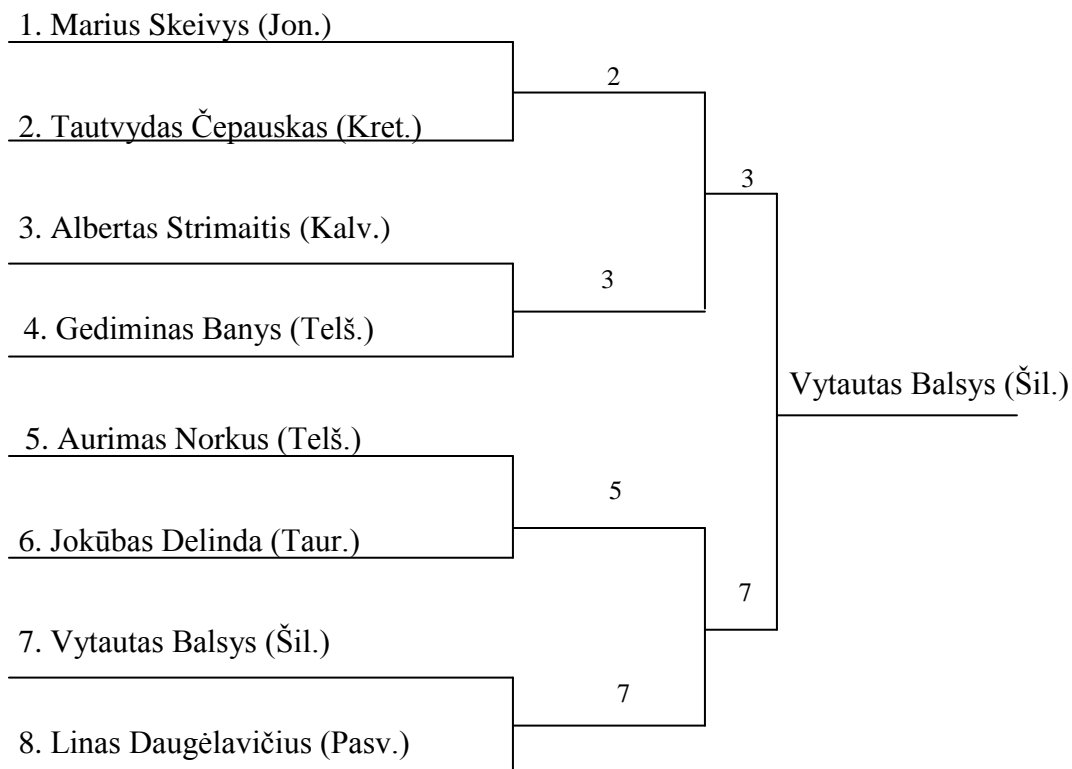 1. Marius Skeivys (Jon.)
2
2. Tautvydas Čepauskas (Kret.)
3
3. Albertas Strimaitis (Kalv.)
3
4. Gediminas Banys (Telš.)
Vytautas Balsys (Šil.)
5. Aurimas Norkus (Telš.)
5
6. Jokūbas Delinda (Taur.)
7
7. Vytautas Balsys (Šil.)
7
8. Linas Daugėlavičius (Pasv.)